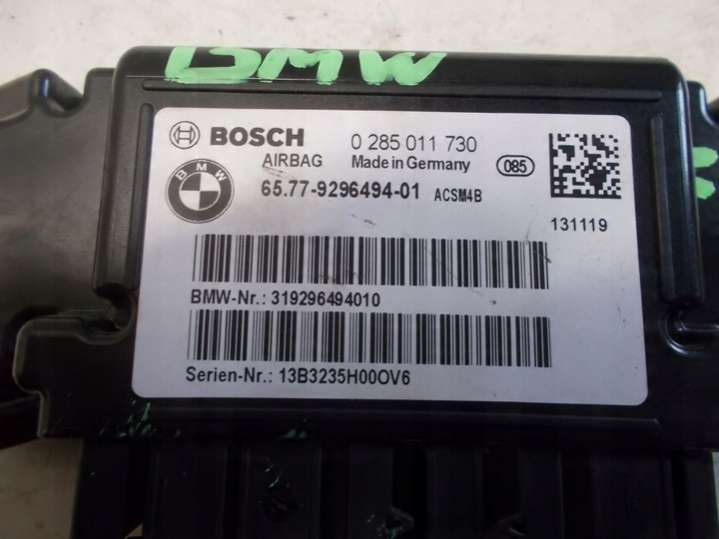 BMW
BOSCH 0 285 011 730
AIRBAG Made in Germany 085
BMW 65.77-9296494-01 ACSM4B
131119
BMW-Nr.: 319296494010
Serien-Nr.: 13B3235H00OV6